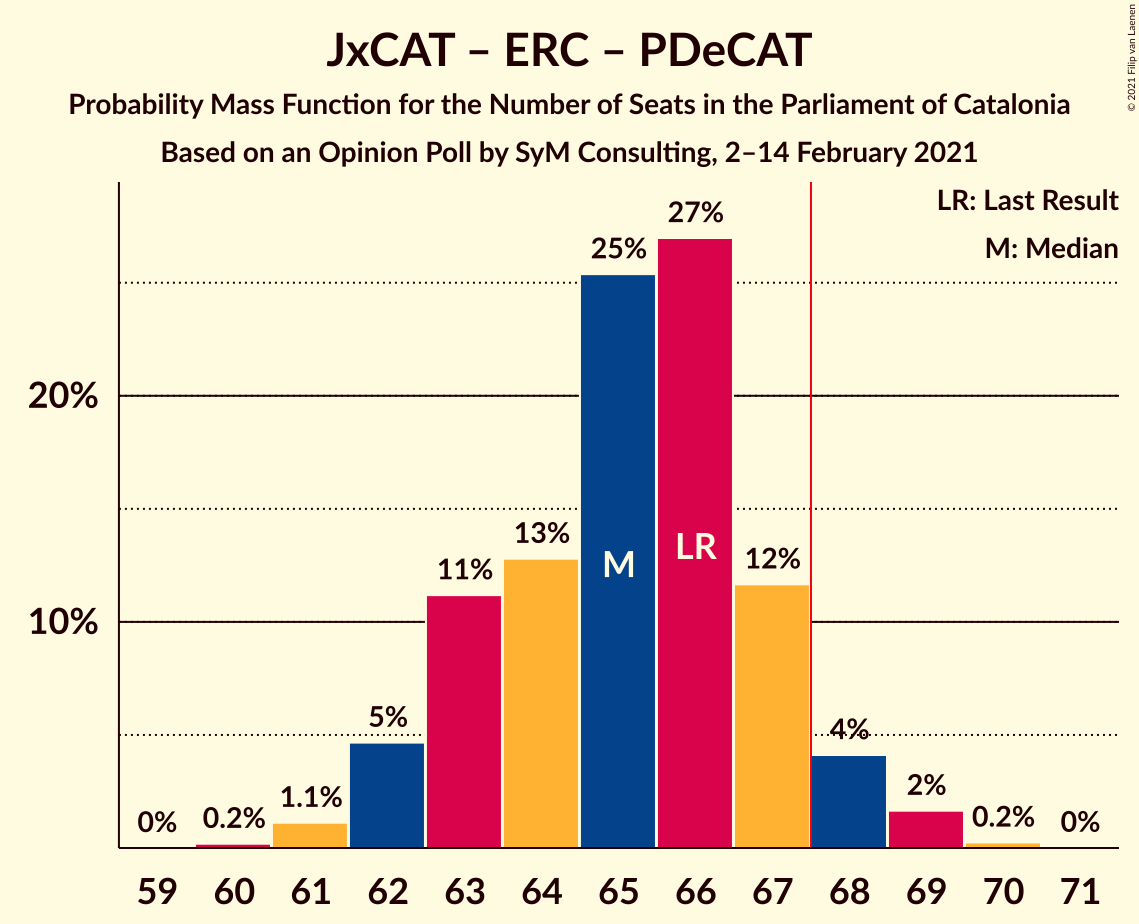 JxCAT – ERC – PDeCAT
Probability Mass Function for the Number of Seats in the Parliament of Catalonia
Based on an Opinion Poll by SyM Consulting, 2–14 February 2021
© 2021 Filip van Laenen
LR: Last Result
M: Median
27%
25%
20%
13%
12%
11%
M
LR
10%
5%
4%
2%
1.1%
0.2%
0.2%
0%
0%
59 60 61 62 63 64 65 66 67 68 69 70 71